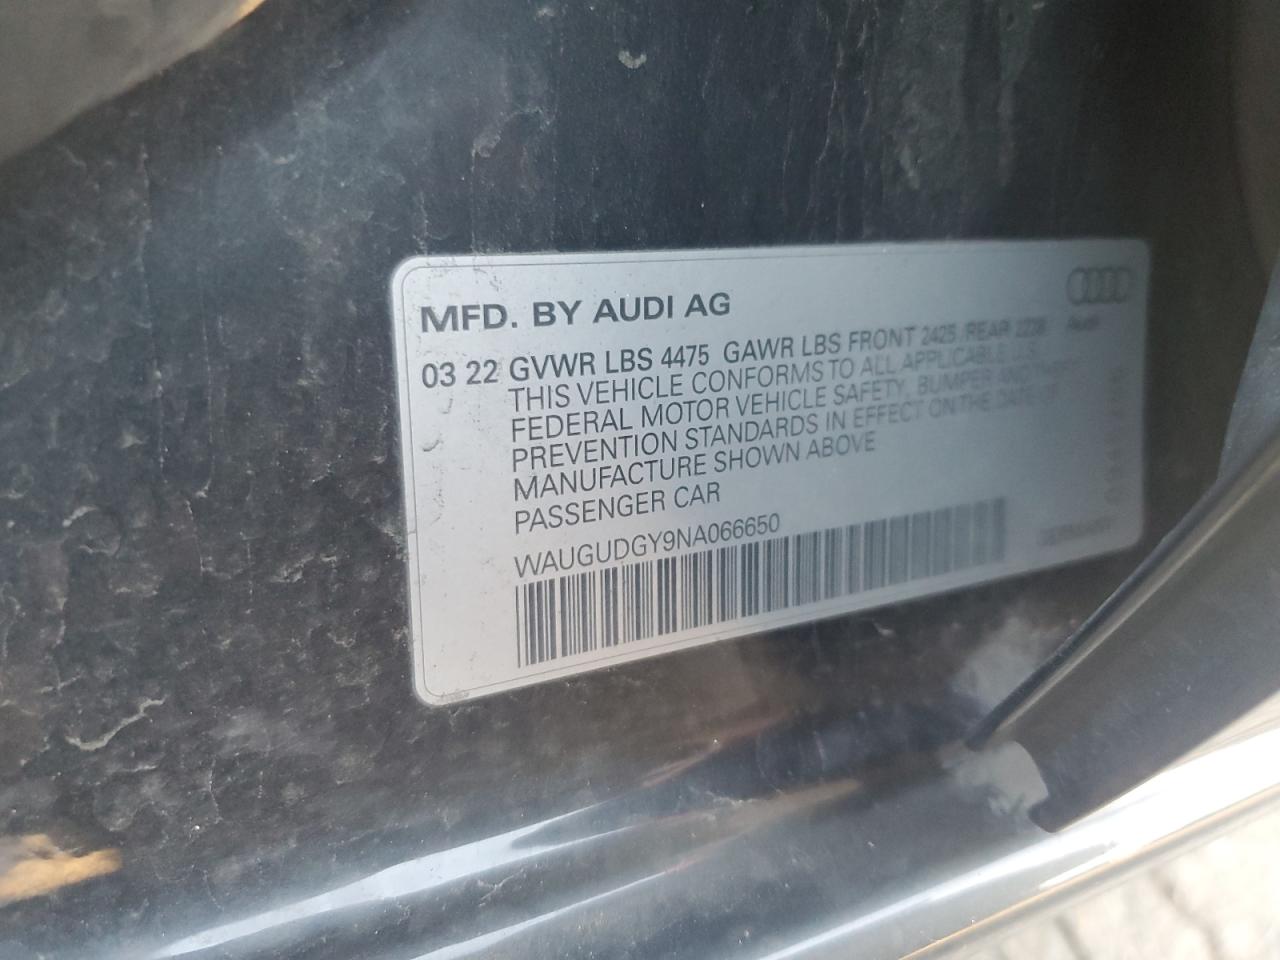 MFD. BY AUDI AG
03 22 GVWR LBS 4475 GAWR LBS FRONT 2425 REAR 2228
THIS VEHICLE CONFORMS TO ALL APPLICABLE U.S.
FEDERAL MOTOR VEHICLE SAFETY, BUMPER AND THEFT
PREVENTION STANDARDS IN EFFECT ON THE DATE OF
MANUFACTURE SHOWN ABOVE
PASSENGER CAR
WAUGUDGY9NA066650
Audi